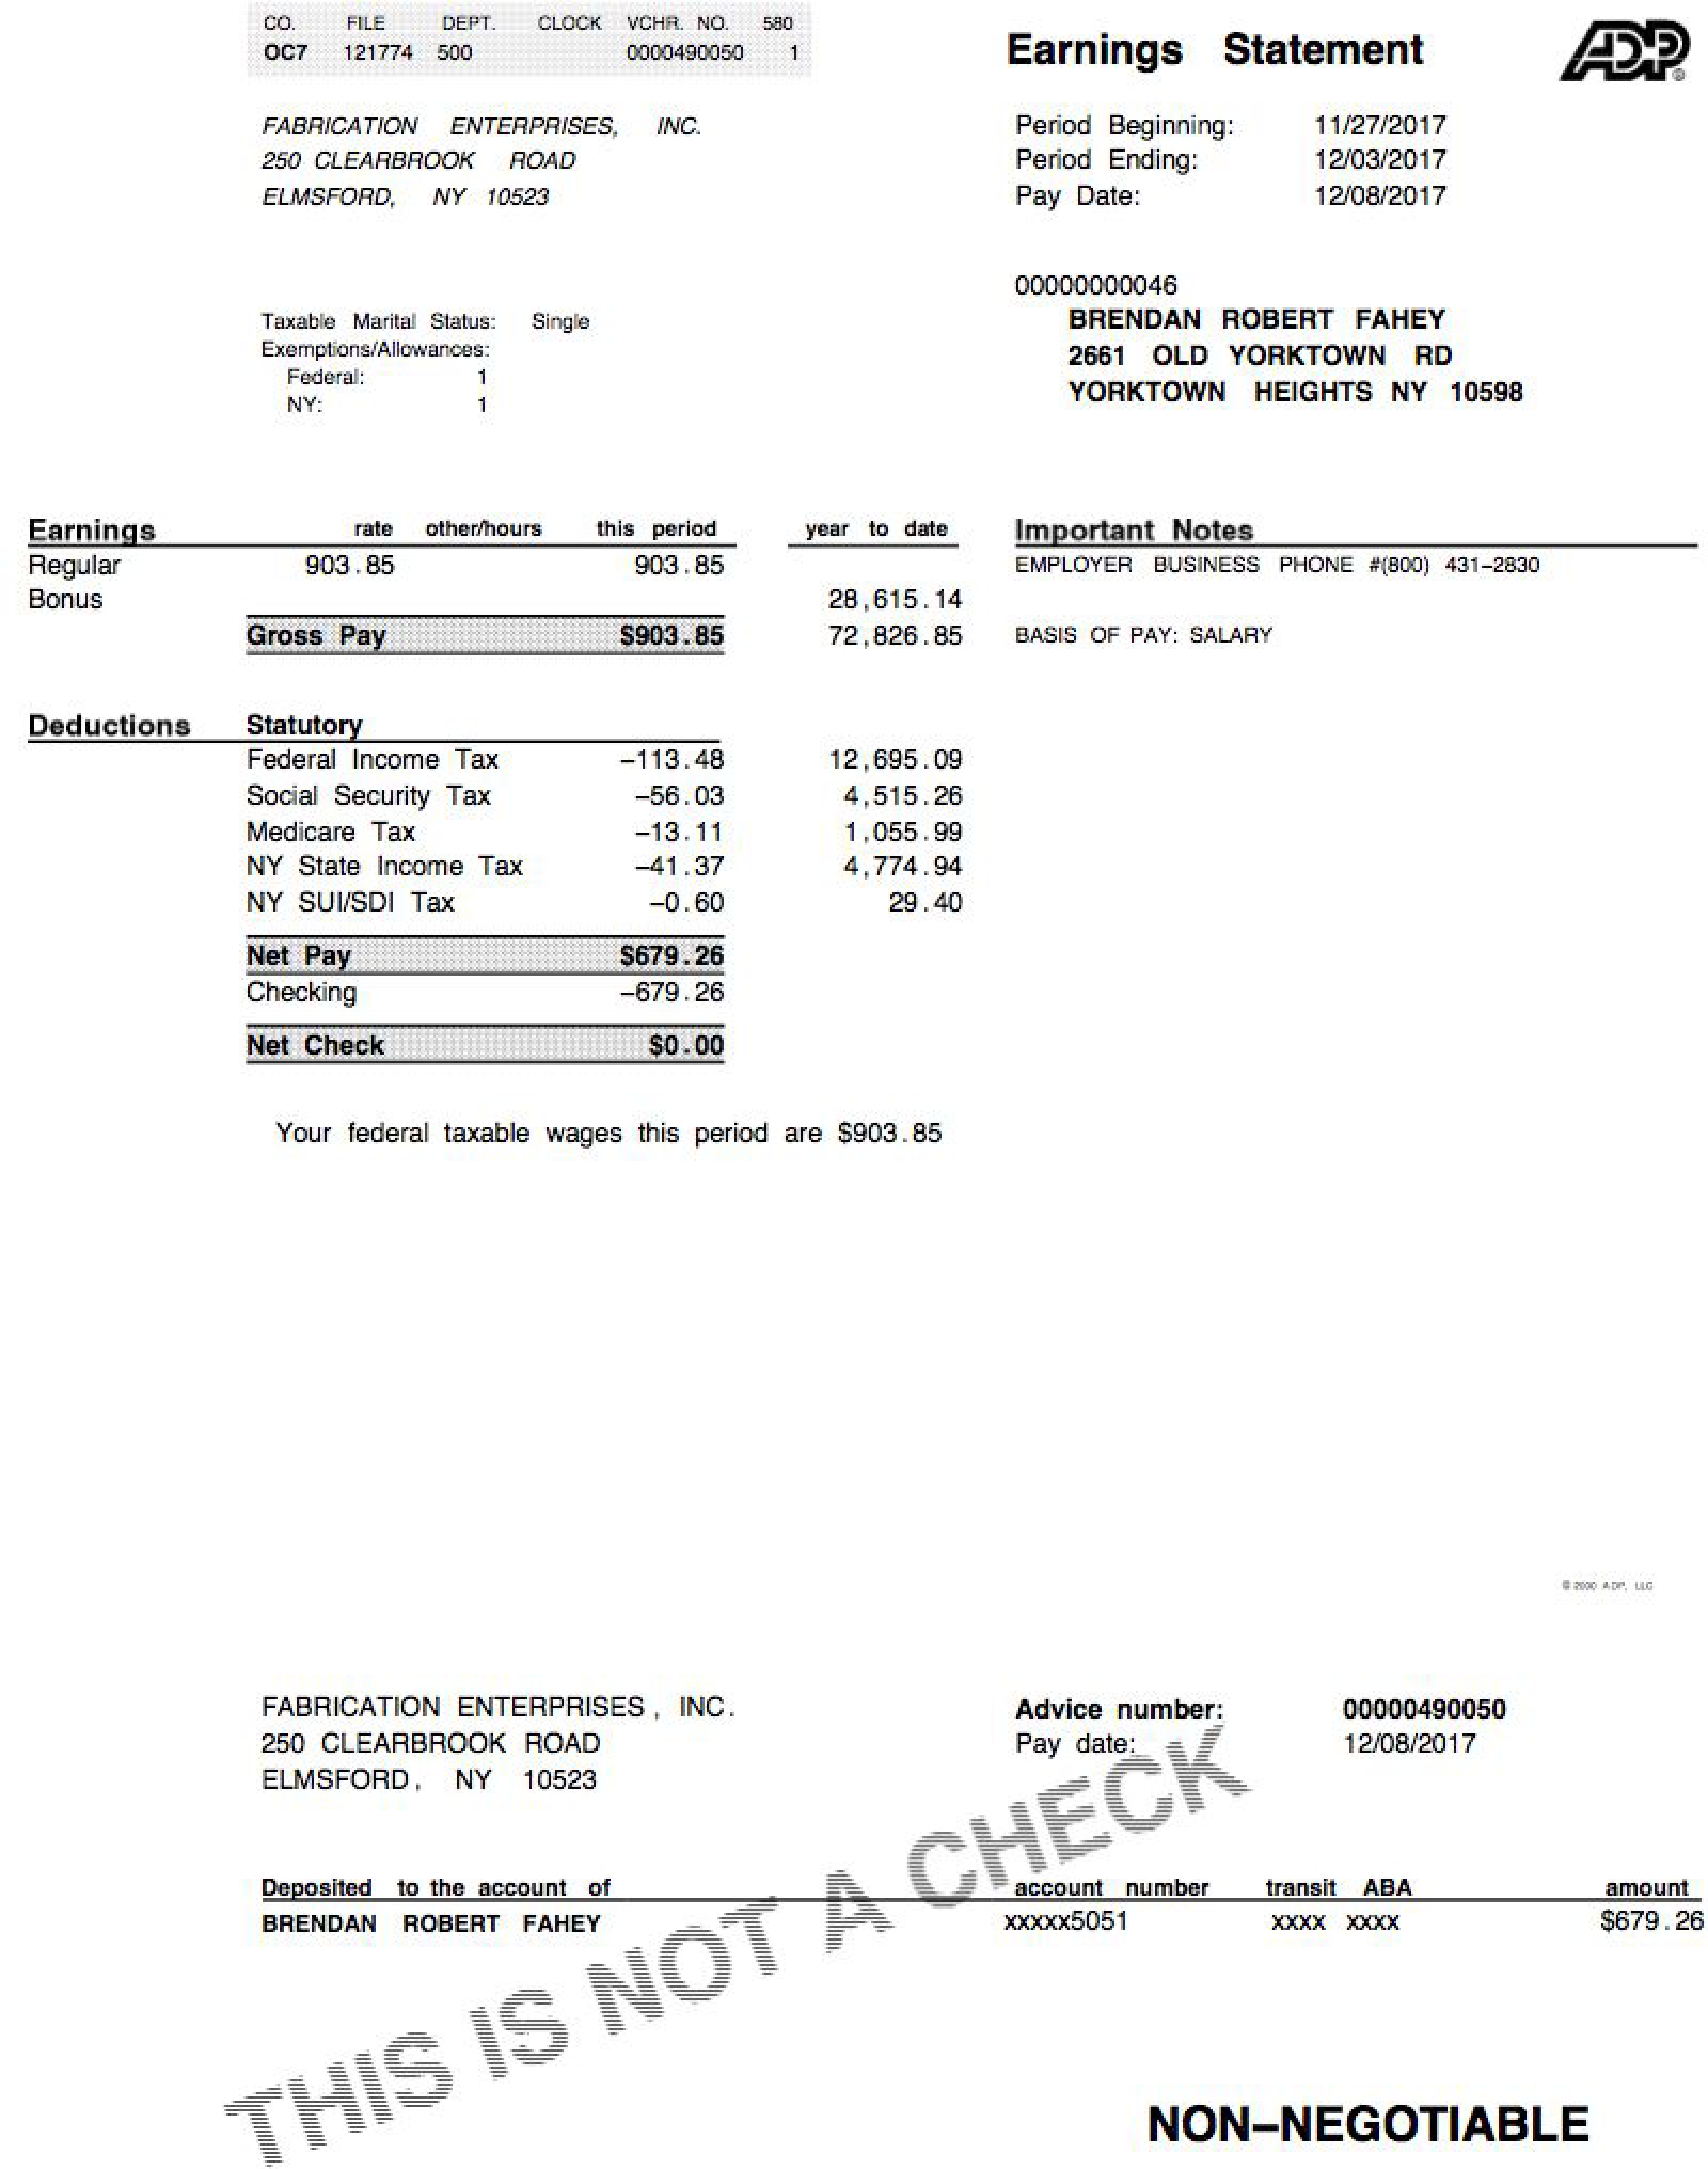 CO. FILE DEPT. CLOCK VCHR. NO. 580
OC7 121774 500 0000490050 1
Earnings Statement
ADP®
FABRICATION ENTERPRISES, INC.
250 CLEARBROOK ROAD
ELMSFORD, NY 10523
Period Beginning: 11/27/2017
Period Ending: 12/03/2017
Pay Date: 12/08/2017
Taxable Marital Status: Single
Exemptions/Allowances:
Federal: 1
NY: 1
00000000046
BRENDAN ROBERT FAHEY
2661 OLD YORKTOWN RD
YORKTOWN HEIGHTS NY 10598
Earnings rate other/hours this period year to date
Regular 903.85 903.85
Bonus 28,615.14
Gross Pay $903.85 72,826.85
Important Notes
EMPLOYER BUSINESS PHONE #(800) 431-2830
BASIS OF PAY: SALARY
Deductions Statutory
Federal Income Tax -113.48 12,695.09
Social Security Tax -56.03 4,515.26
Medicare Tax -13.11 1,055.99
NY State Income Tax -41.37 4,774.94
NY SUI/SDI Tax -0.60 29.40
Net Pay $679.26
Checking -679.26
Net Check $0.00
Your federal taxable wages this period are $903.85
© 2000 ADP, LLC
FABRICATION ENTERPRISES, INC.
250 CLEARBROOK ROAD
ELMSFORD, NY 10523
Advice number: 00000490050
Pay date: 12/08/2017
Deposited to the account of account number transit ABA amount
BRENDAN ROBERT FAHEY xxxxx5051 xxxx xxxx $679.26
THIS IS NOT A CHECK
NON-NEGOTIABLE